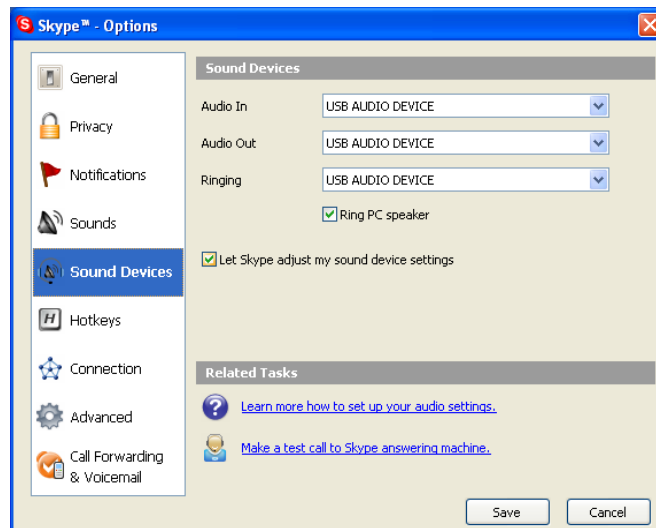 Skype™ - Options
General
Privacy
Notifications
Sounds
Sound Devices
Hotkeys
Connection
Advanced
Call Forwarding
& Voicemail
Sound Devices
Audio In
USB AUDIO DEVICE
Audio Out
USB AUDIO DEVICE
Ringing
USB AUDIO DEVICE
Ring PC speaker
Let Skype adjust my sound device settings
Related Tasks
Learn more how to set up your audio settings.
Make a test call to Skype answering machine.
Save
Cancel